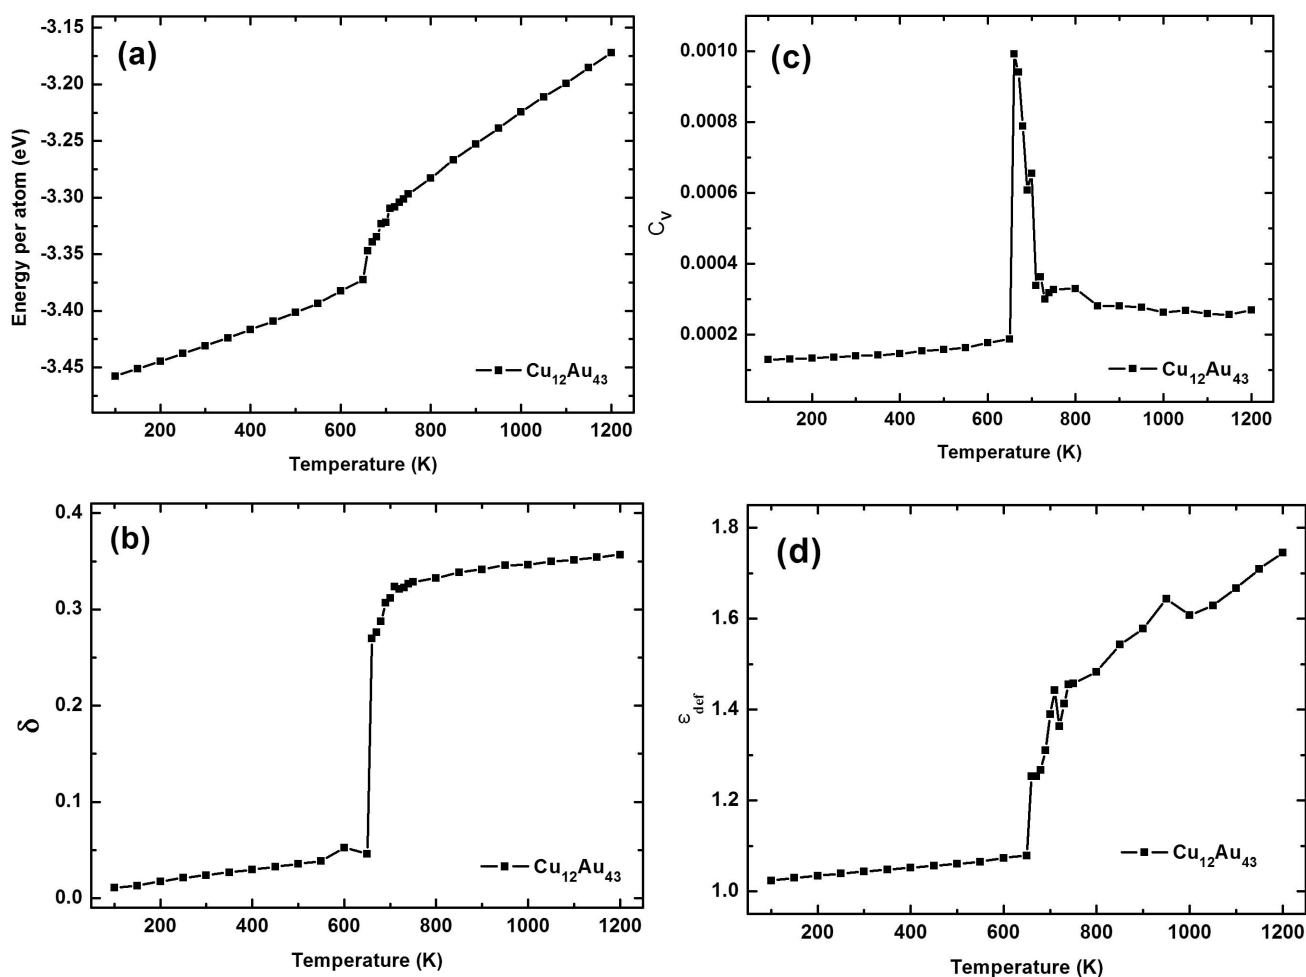 (a)
Energy per atom (eV)
-3.15
-3.20
-3.25
-3.30
-3.35
-3.40
-3.45
200 400 600 800 1000 1200
Temperature (K)
Cu₁₂Au₄₃
(c)
C_V
0.0010
0.0008
0.0006
0.0004
0.0002
200 400 600 800 1000 1200
Temperature (K)
Cu₁₂Au₄₃
(b)
δ
0.4
0.3
0.2
0.1
0.0
200 400 600 800 1000 1200
Temperature (K)
Cu₁₂Au₄₃
(d)
ε_def
1.8
1.6
1.4
1.2
1.0
200 400 600 800 1000 1200
Temperature (K)
Cu₁₂Au₄₃